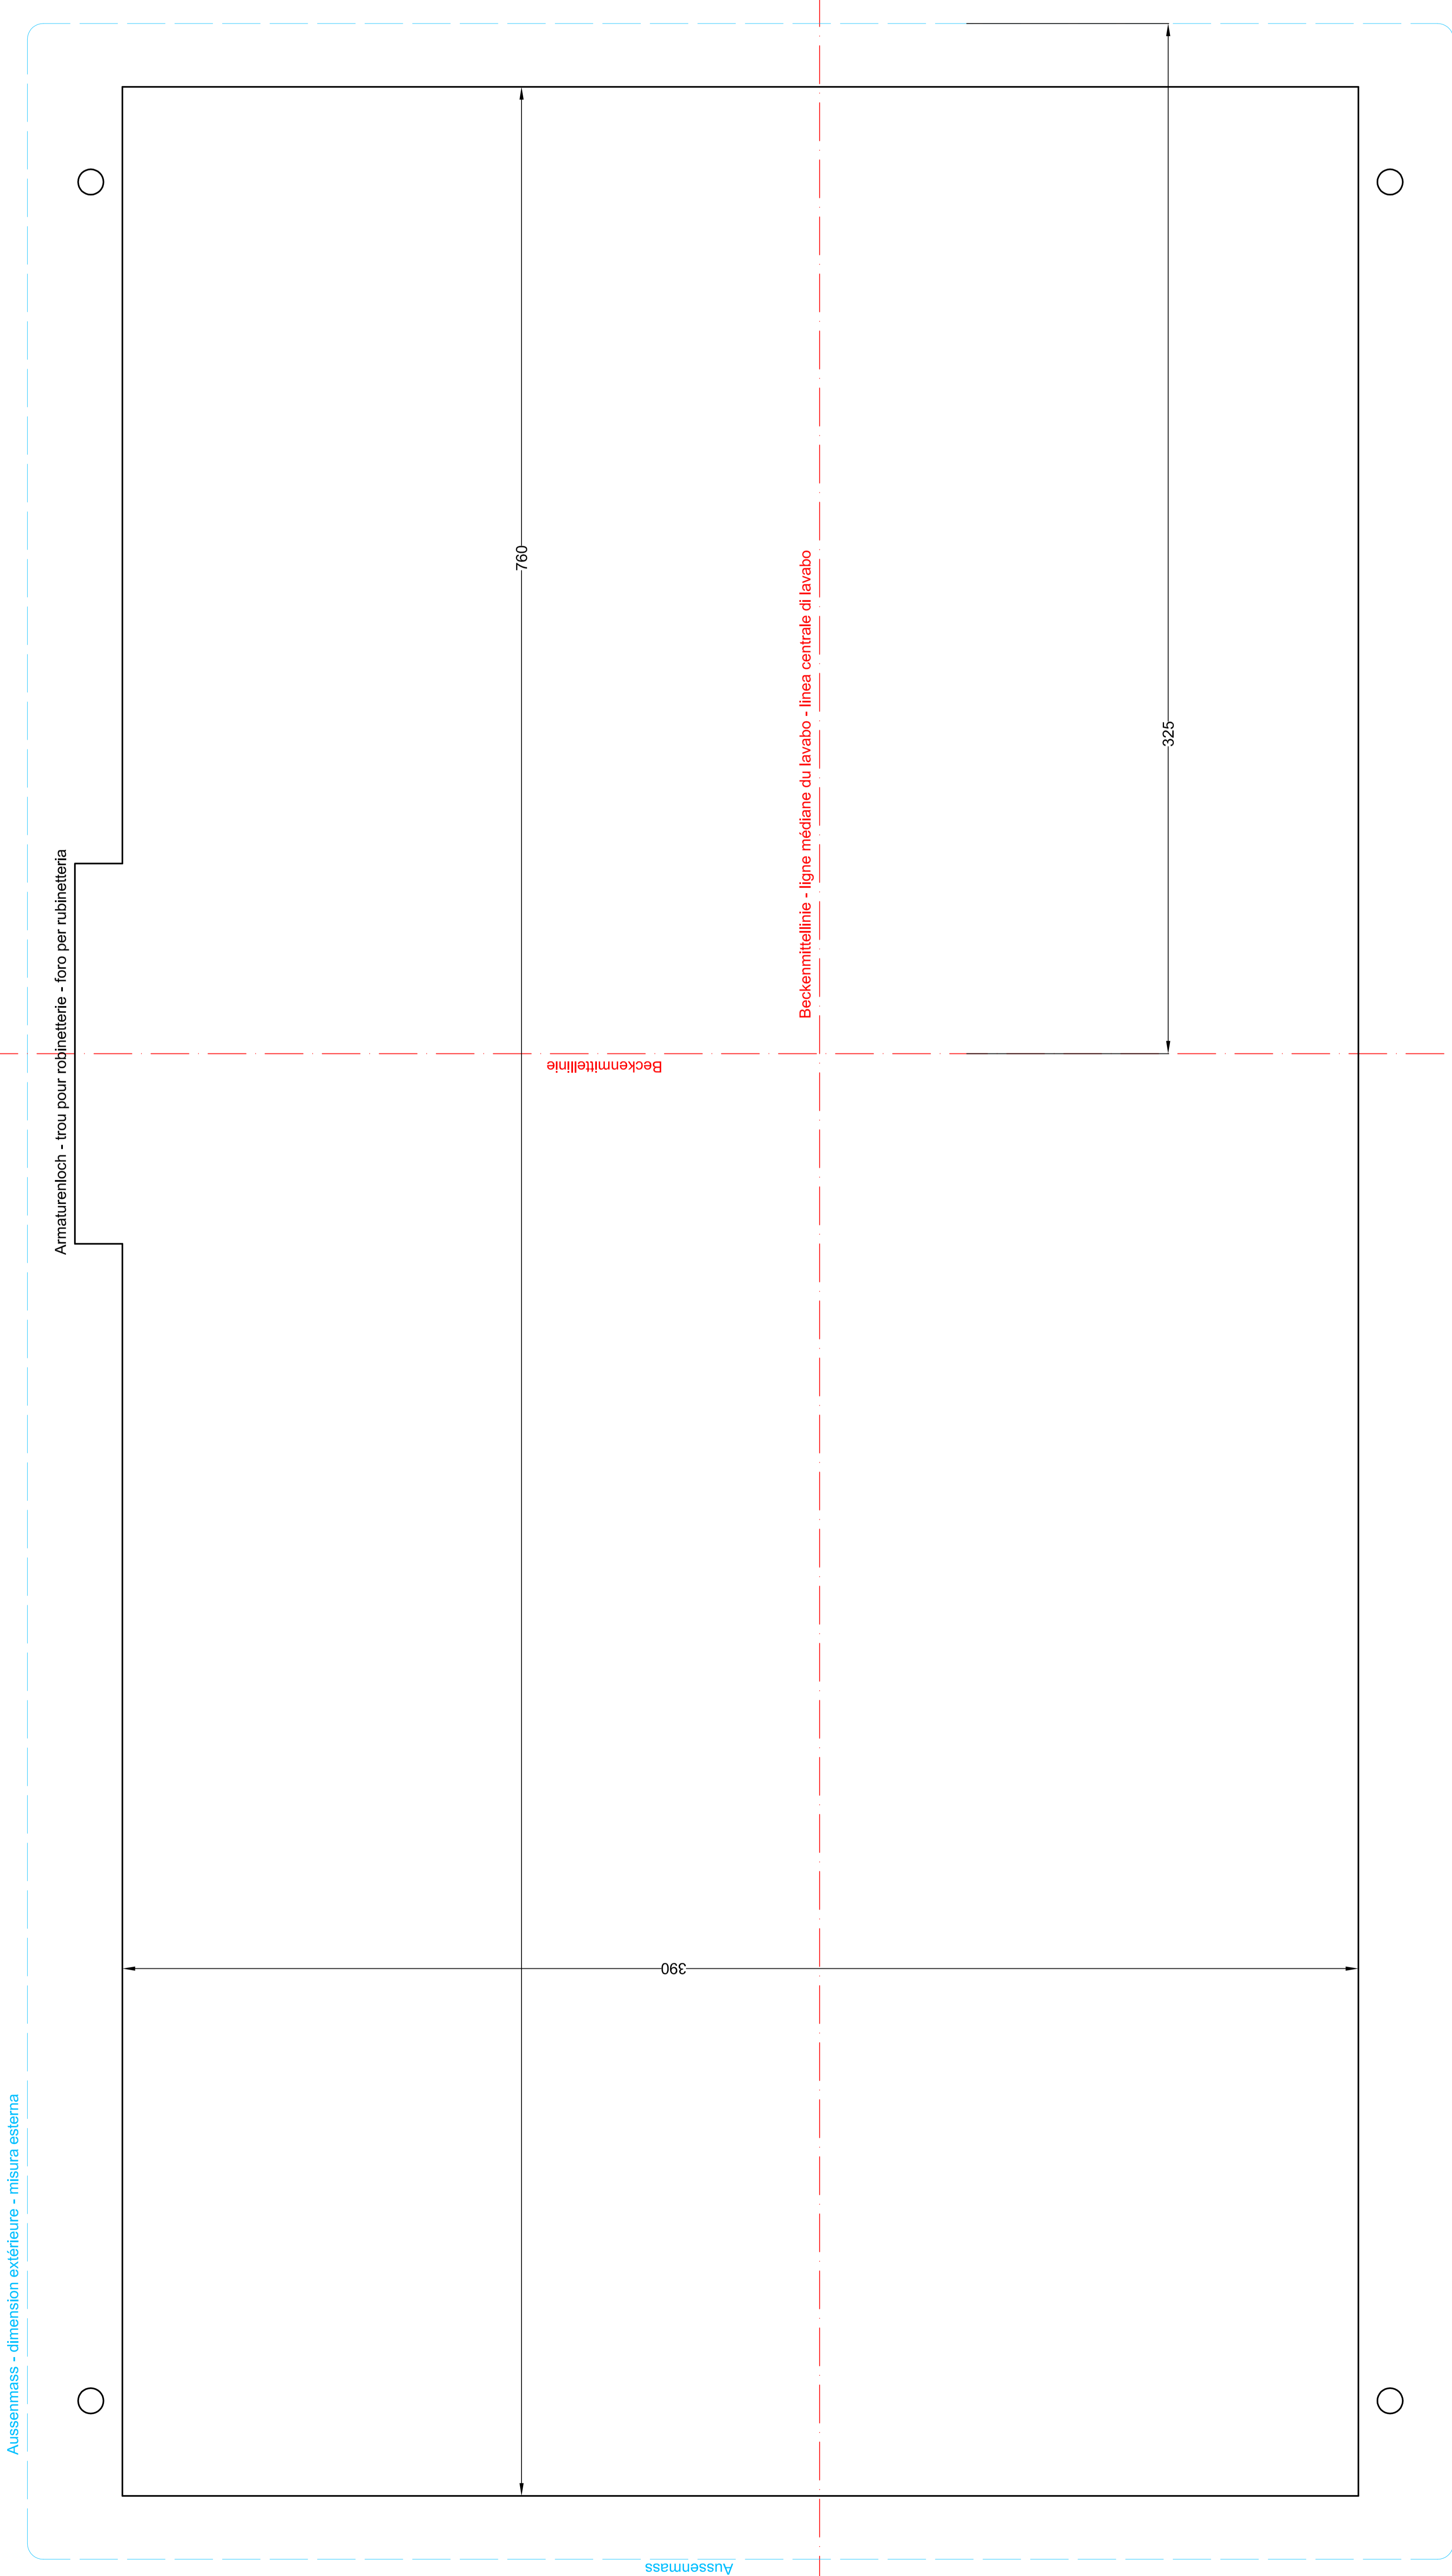 760
Beckenmittellinie - ligne médiane du lavabo - linea centrale di lavabo
325
Armaturenloch - trou pour robinetterie - foro per rubinetteria
Beckenmittellinie
390
Aussenmass - dimension extérieure - misura esterna
Aussenmass